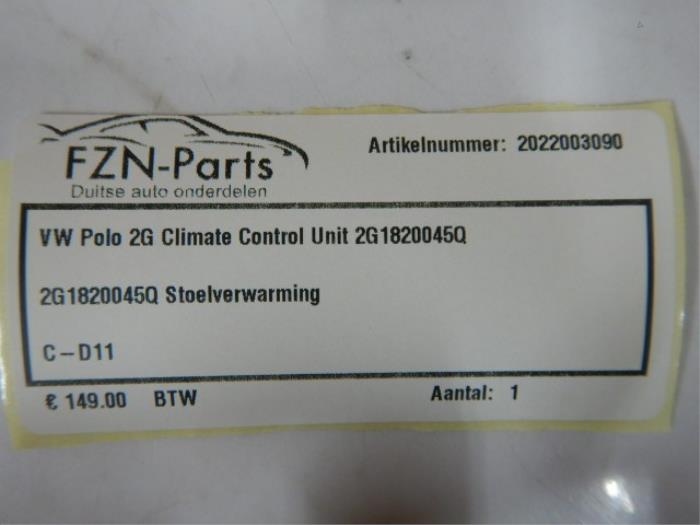 FZN-Parts
Duitse auto onderdelen
Artikelnummer: 2022003090
VW Polo 2G Climate Control Unit 2G1820045Q
2G1820045Q Stoelverwarming
C-D11
€ 149.00 BTW
Aantal: 1